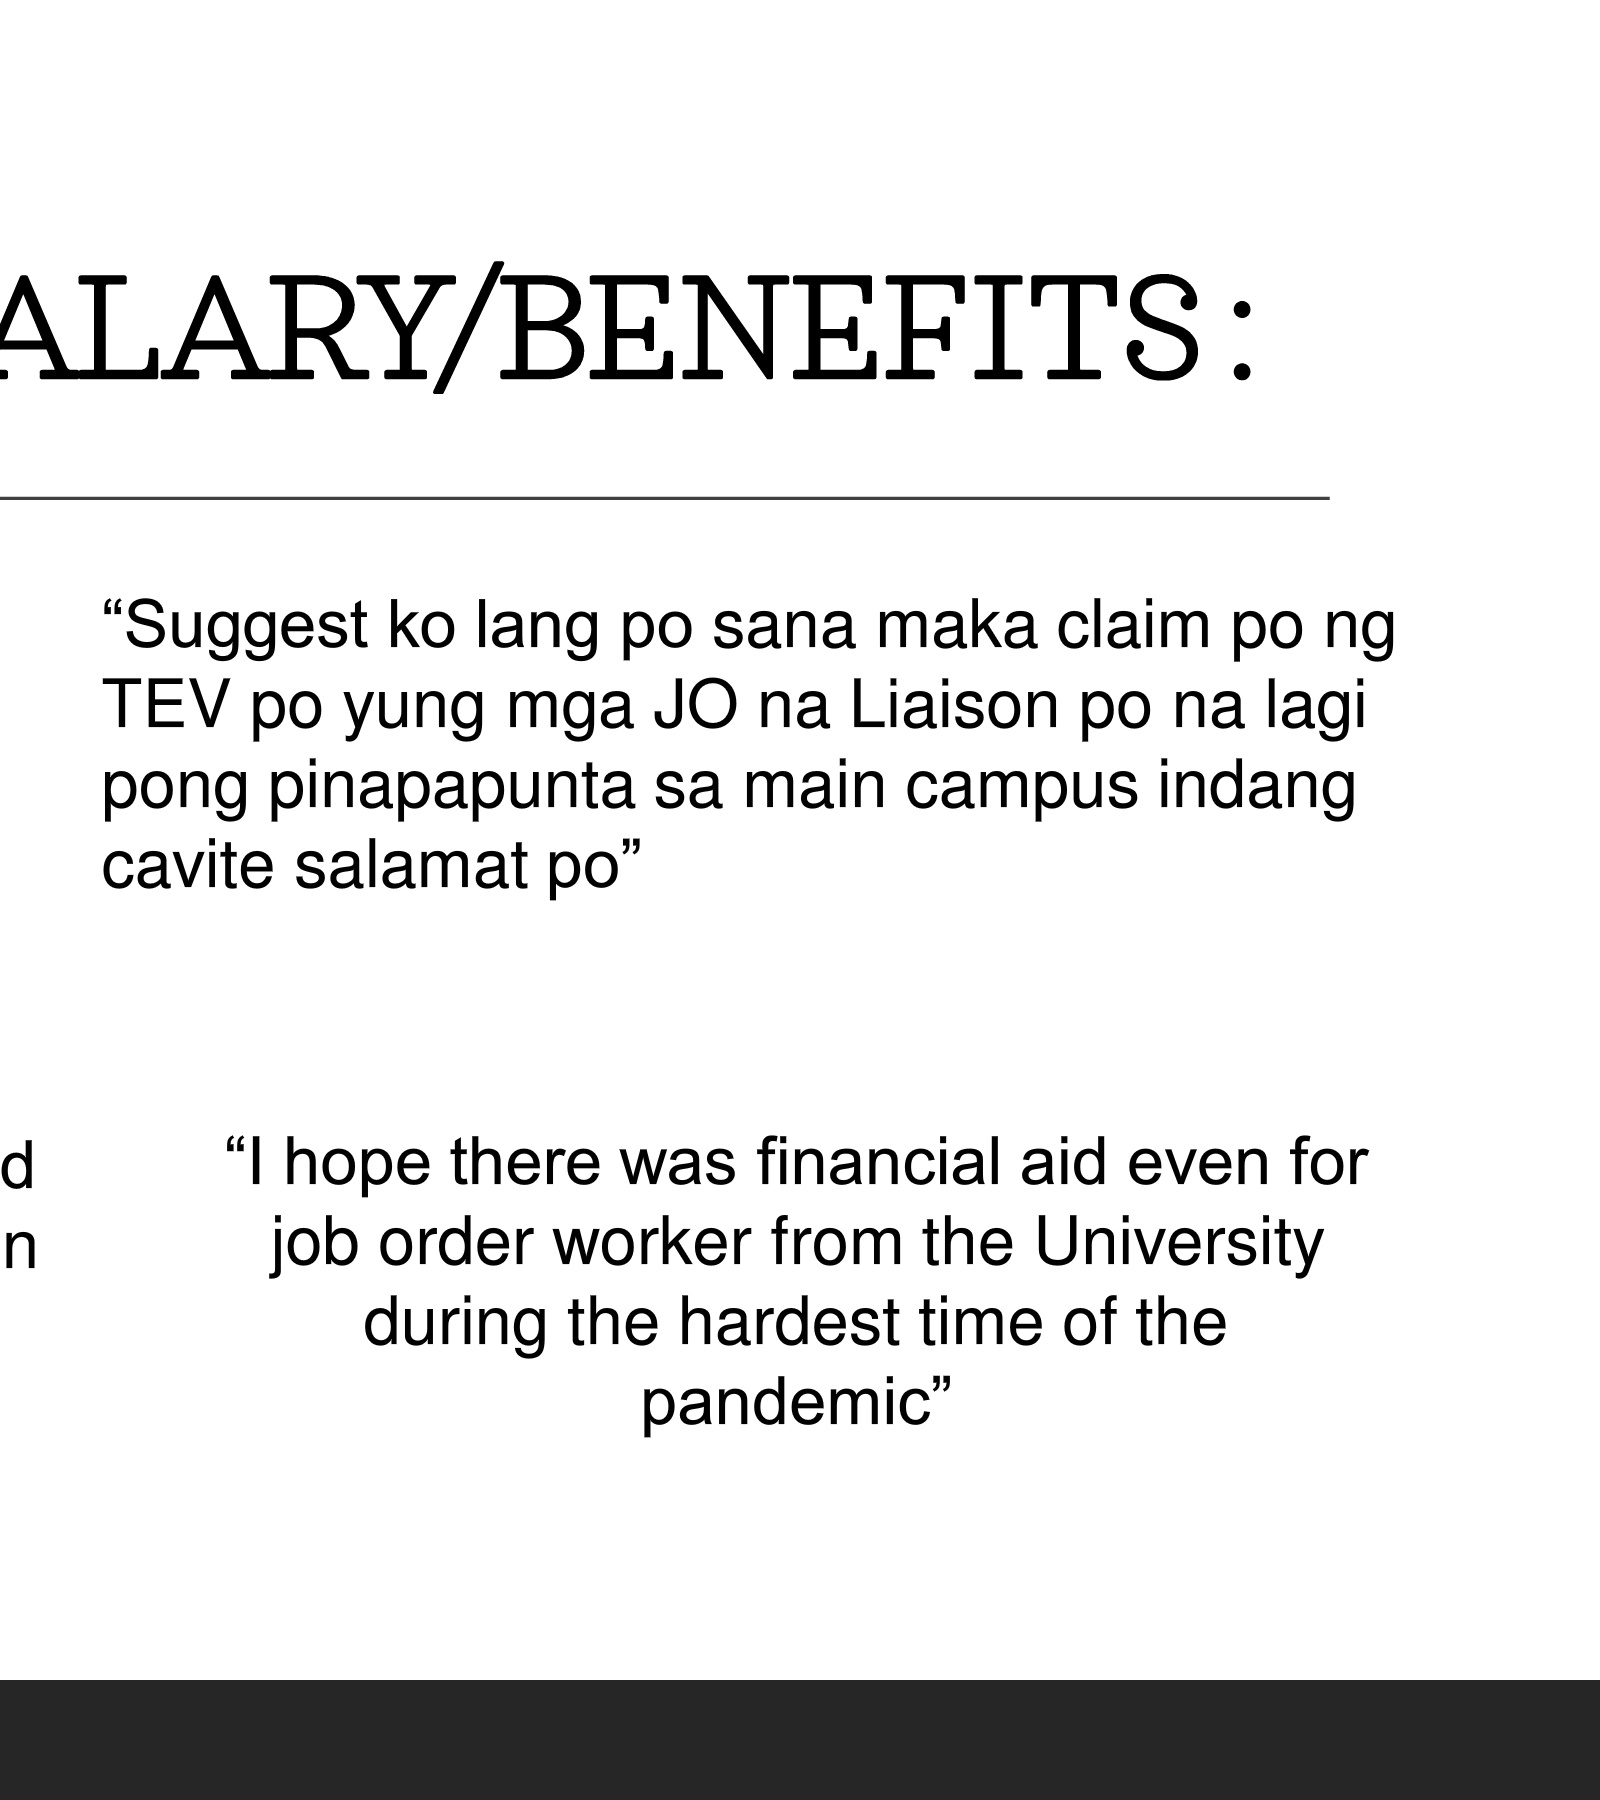 ALARY/BENEFITS:
“Suggest ko lang po sana maka claim po ng
TEV po yung mga JO na Liaison po na lagi
pong pinapapunta sa main campus indang
cavite salamat po”
d
n
“I hope there was financial aid even for
job order worker from the University
during the hardest time of the
pandemic”